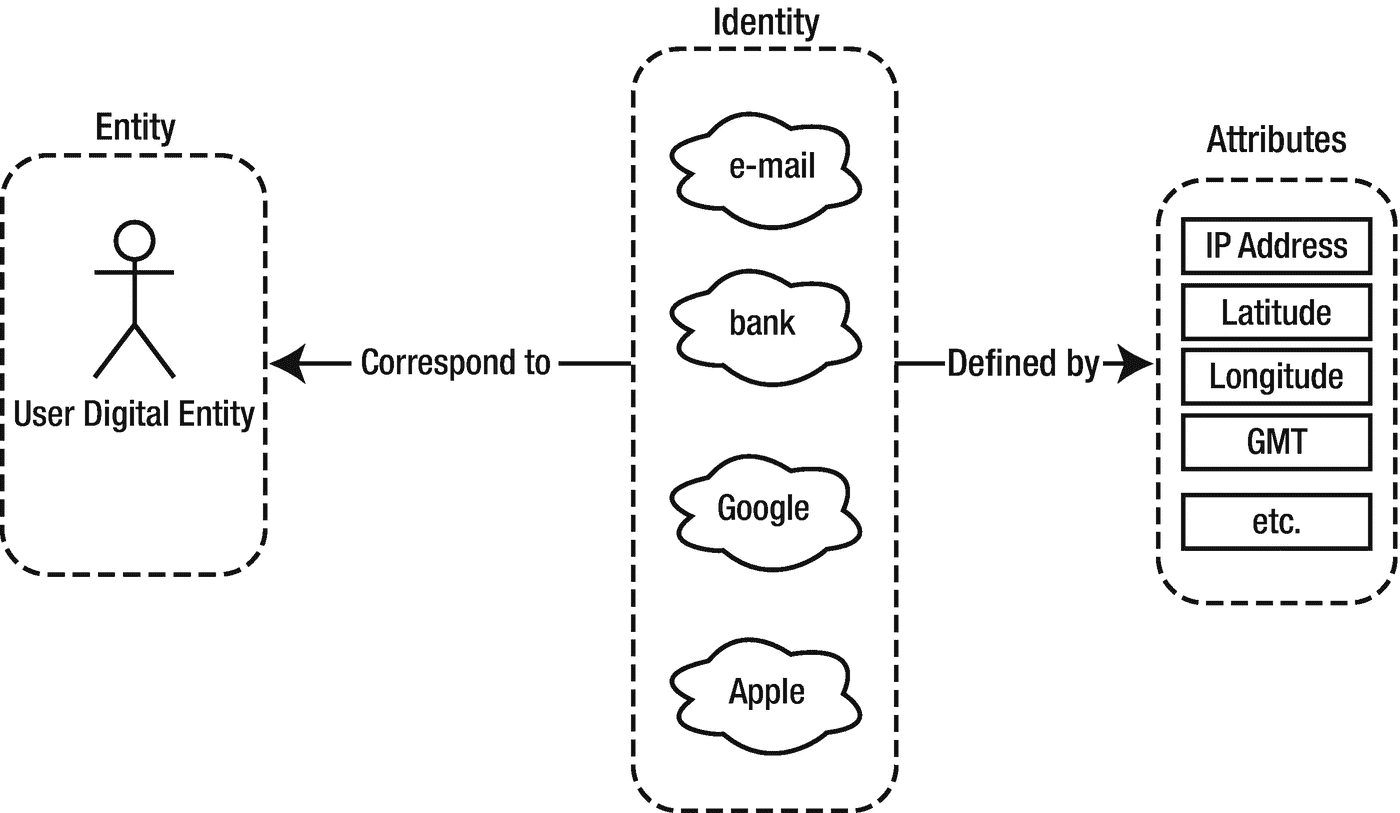 Identity
Entity
Attributes
e-mail
IP Address
Latitude
bank
Correspond to
Defined by
Longitude
User Digital Entity
GMT
Google
etc.
Apple